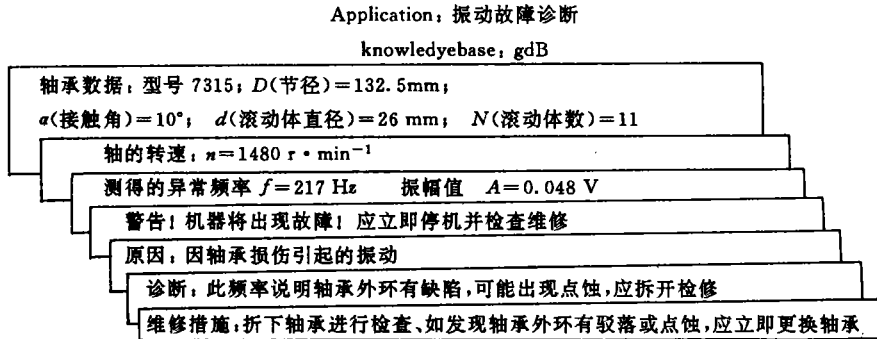 Application：振动故障诊断
knowledyebase：gdB
轴承数据：型号 7315；D(节径)＝132.5mm；
α(接触角)＝10°； d(滚动体直径)＝26 mm； N(滚动体数)＝11
轴的转速：n＝1480 r·min⁻¹
测得的异常频率 f＝217 Hz 振幅值 A＝0.048 V
警告！机器将出现故障！应立即停机并检查维修
原因：因轴承损伤引起的振动
诊断：此频率说明轴承外环有缺陷，可能出现点蚀，应拆开检修
维修措施：折下轴承进行检查、如发现轴承外环有驳落或点蚀，应立即更换轴承